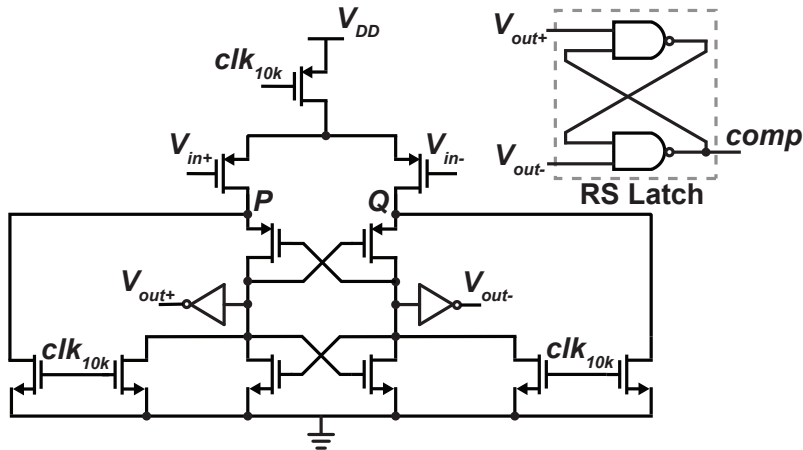 V_DD
clk_10k
V_in+
V_in-
P
Q
V_out+
V_out-
clk_10k
clk_10k
V_out+
V_out-
comp
RS Latch